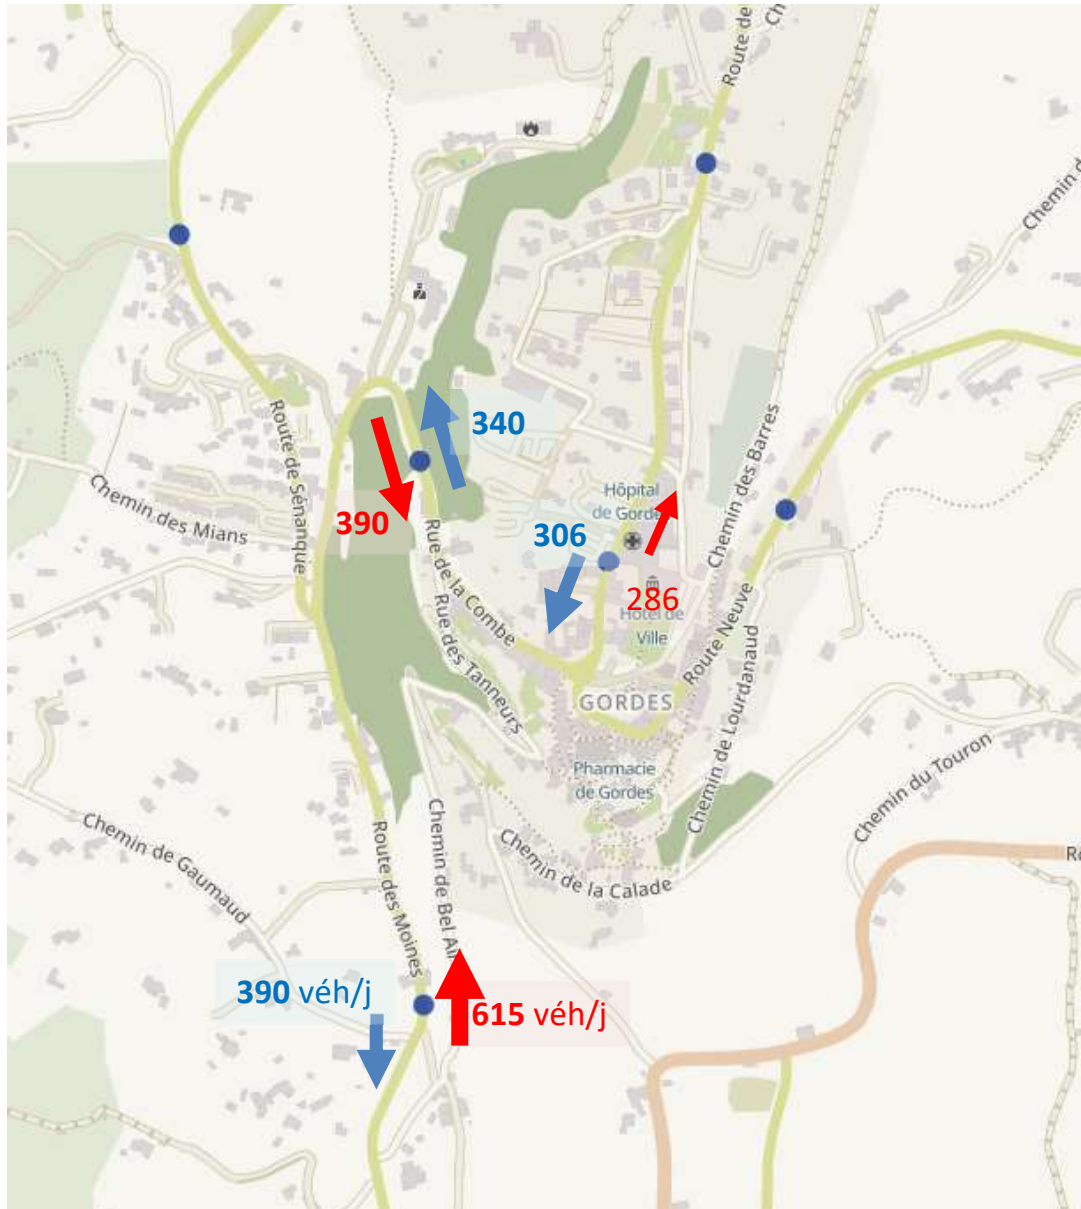 Route de
Ch
Chemin d
Route de Sénanque
340
Chemin des Mians
390
Hôpital
de Gorde
306
Chemin des Barres
Rue de la Combe
286
Hôtel de
Ville
Rue des Tanneurs
Route Neuve
GORDES
Chemin de Lourdanaud
Pharmacie
de Gordes
Chemin du Touron
Chemin de Gaumaud
Route des Moines
Chemin de Bel Air
Chemin de la Calade
390 véh/j
615 véh/j